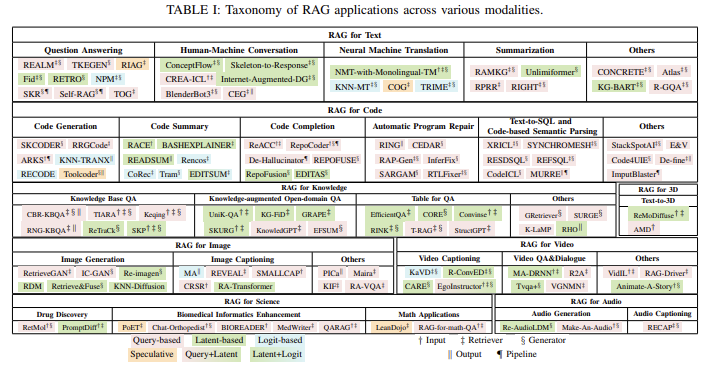 TABLE I: Taxonomy of RAG applications across various modalities.
RAG for Text
Question Answering Human-Machine Conversation Neural Machine Translation Summarization Others
REALM‡§ TKEGEN§ RIAG‡ ConceptFlow‡§ Skeleton-to-Response‡§ NMT-with-Monolingual-TM†‡§ RAMKG‡§ Unlimiformer§ CONCRETE‡§ Atlas‡§
Fid‡§ RETRO§ NPM‡§ CREA-ICL†‡ Internet-Augmented-DG‡§ KNN-MT‡§ COG‡ TRIME‡§ RPRR‡ RIGHT‡§ KG-BART‡§ R-GQA‡§
SKR§¶ Self-RAG§¶ TOG‡ BlenderBot3‡§ CEG‡§
RAG for Code
Code Generation Code Summary Code Completion Automatic Program Repair Text-to-SQL and Code-based Semantic Parsing Others
SKCODER§ RRGCode‡ RACE† BASHEXPLAINER‡ ReACC†‡ RepoCoder†§¶ RING‡ CEDAR§ XRICL‡§ SYNCHROMESH‡§ StackSpotAI‡§ E&V
ARKS†¶ KNN-TRANX|| READSUM‡ Rencos‡ De-Hallucinator¶ REPOFUSE§ RAP-Gen‡§ InferFix§ RESDSQL§ REFSQL‡§ Code4UIE§ De-fine‡||
RECODE Toolcoder§|| CoRec‡ Tram§ EDITSUM‡ RepoFusion§ EDITAS§ SARGAM§ RTLFixer‡§ CodeICL§ MURRE†¶ ImputBlaster¶
RAG for Knowledge RAG for 3D
Knowledge Base QA Knowledge-augmented Open-domain QA Table for QA Others Text-to-3D
CBR-KBQA‡§|| TIARA†‡§ Keqing†‡§ UniK-QA†‡ KG-FiD‡ GRAPE‡ EfficientQA‡ CORE§ Convinse†‡ GRetriever§ SURGE§ ReMoDiffuse†‡
RNG-KBQA‡|| ReTraCk§ SKP†‡§ SKURG†‡ KnowledGPT‡ EFSUM§ RINK‡§ T-RAG‡§ StructGPT‡ K-LaMP RHO|| AMD†
RAG for Image RAG for Video
Image Generation Image Captioning Others Video Captioning Video QA&Dialogue Others
RetrieveGAN‡ IC-GAN§ Re-imagen§ MA|| REVEAL‡ SMALLCAP† PICa|| Maira‡ KaVD‡§ R-ConvED‡§ MA-DRNN†‡ R2A‡ VidIL†‡ RAG-Driver‡
RDM Retrieve&Fuse§ KNN-Diffusion CRSR† RA-Transformer KIF‡ RA-VQA‡ CARE§ EgoInstructor†‡§ Tvqa+§ VGNMN‡ Animate-A-Story†§
RAG for Science RAG for Audio
Drug Discovery Biomedical Informatics Enhancement Math Applications Audio Generation Audio Captioning
RetMol†§ PromptDiff†‡ PoET‡ Chat-Orthopedist†§ BIOREADER† MedWriter‡ QARAG†‡ LeanDojo‡ RAG-for-math-QA†‡ Re-AudioLDM§ Make-An-Audio†§ RECAP‡§
Query-based Latent-based Logit-based † Input ‡ Retriever § Generator
Speculative Query+Latent Latent+Logit || Output ¶ Pipeline